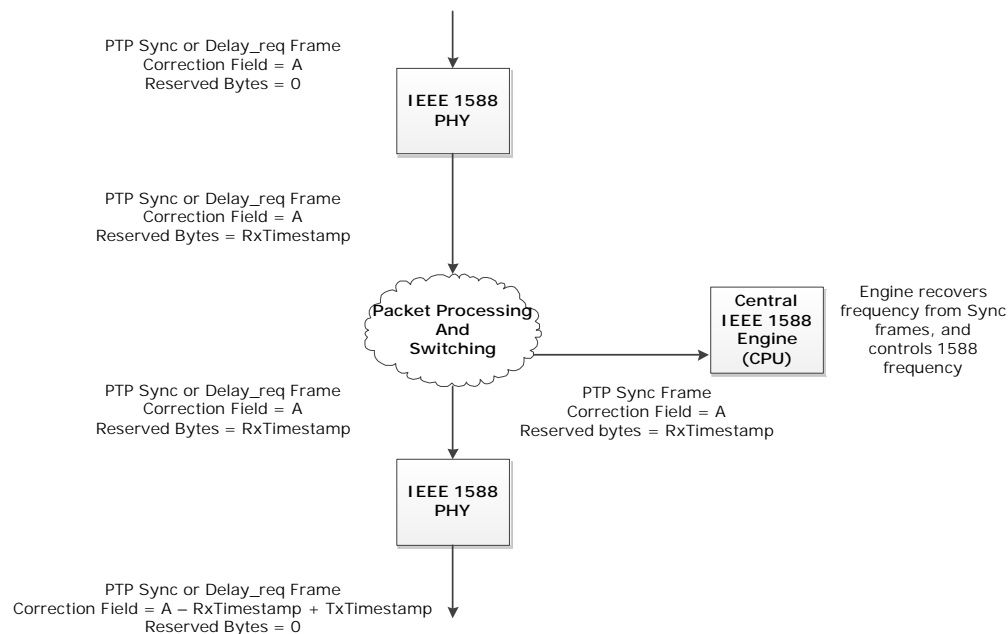 PTP Sync or Delay_req Frame
Correction Field = A
Reserved Bytes = 0
IEEE 1588
PHY
PTP Sync or Delay_req Frame
Correction Field = A
Reserved Bytes = RxTimestamp
Packet Processing
And
Switching
Central
IEEE 1588
Engine
(CPU)
Engine recovers
frequency from Sync
frames, and
controls 1588
frequency
PTP Sync or Delay_req Frame
Correction Field = A
Reserved Bytes = RxTimestamp
PTP Sync Frame
Correction Field = A
Reserved bytes = RxTimestamp
IEEE 1588
PHY
PTP Sync or Delay_req Frame
Correction Field = A – RxTimestamp + TxTimestamp
Reserved Bytes = 0